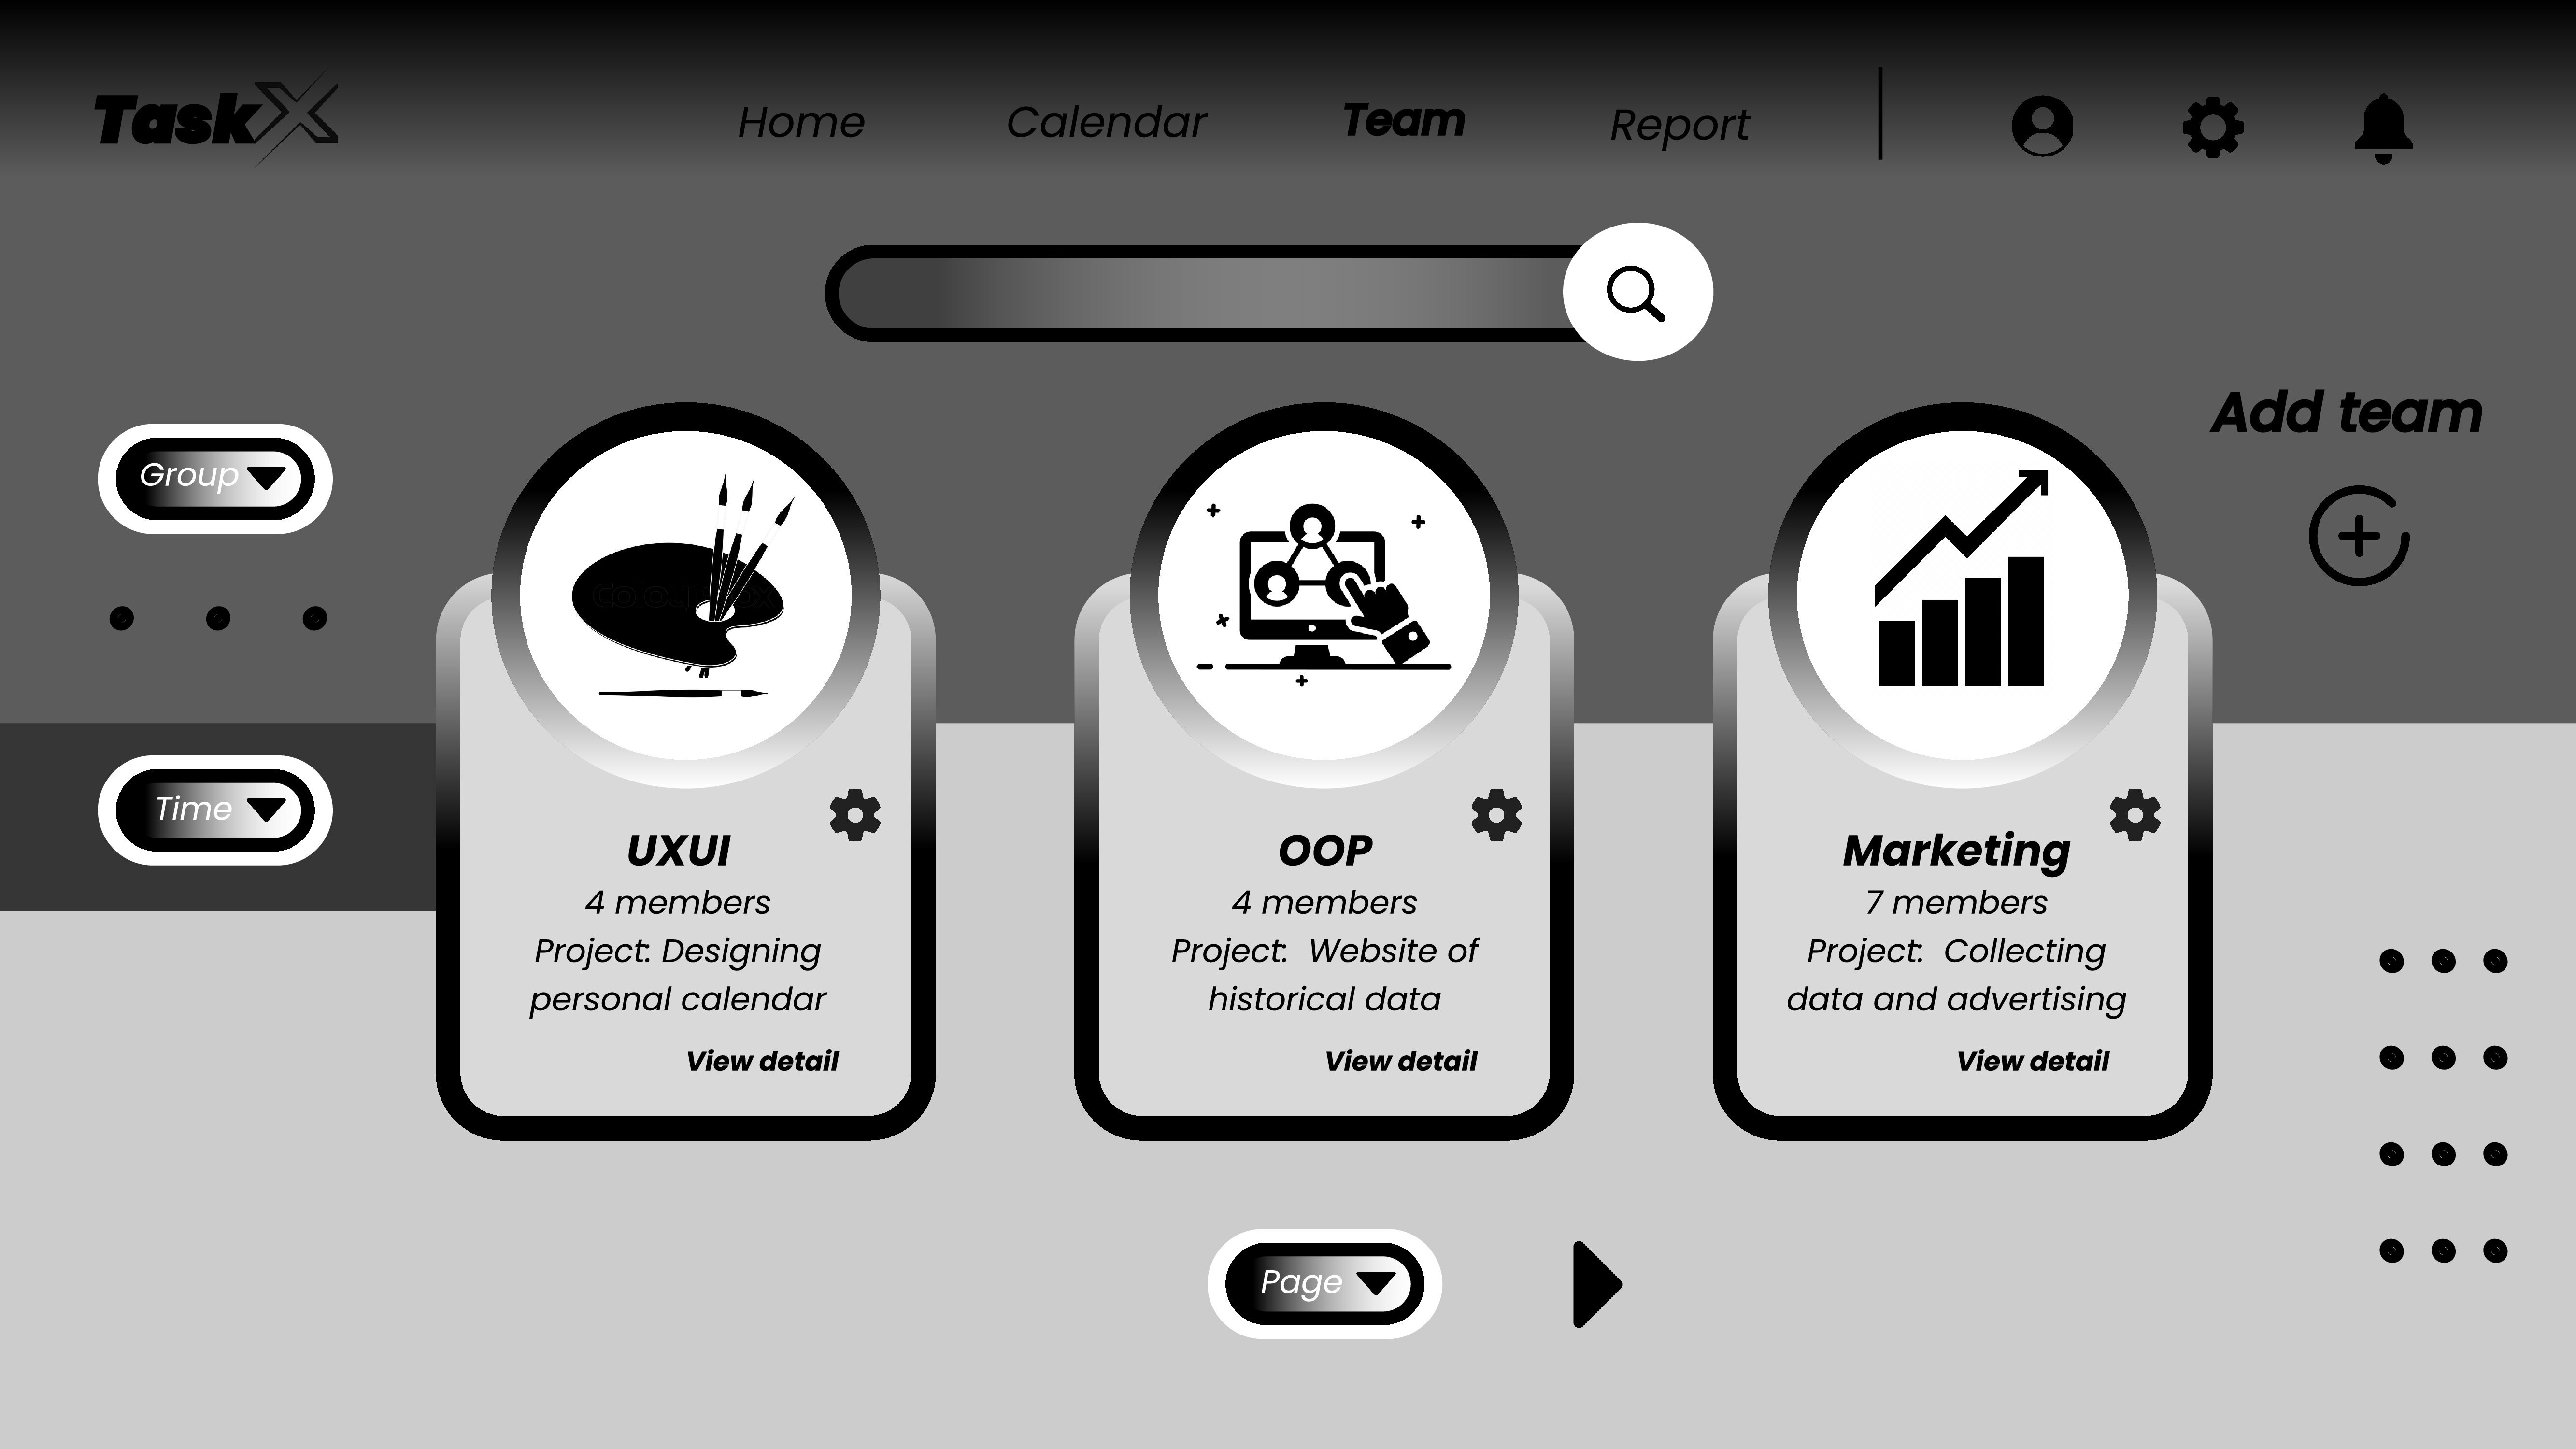 TaskX
Home
Calendar
Team
Report
Add team
Group
Time
UXUI
4 members
Project: Designing
personal calendar
View detail
OOP
4 members
Project: Website of
historical data
View detail
Marketing
7 members
Project: Collecting
data and advertising
View detail
Page